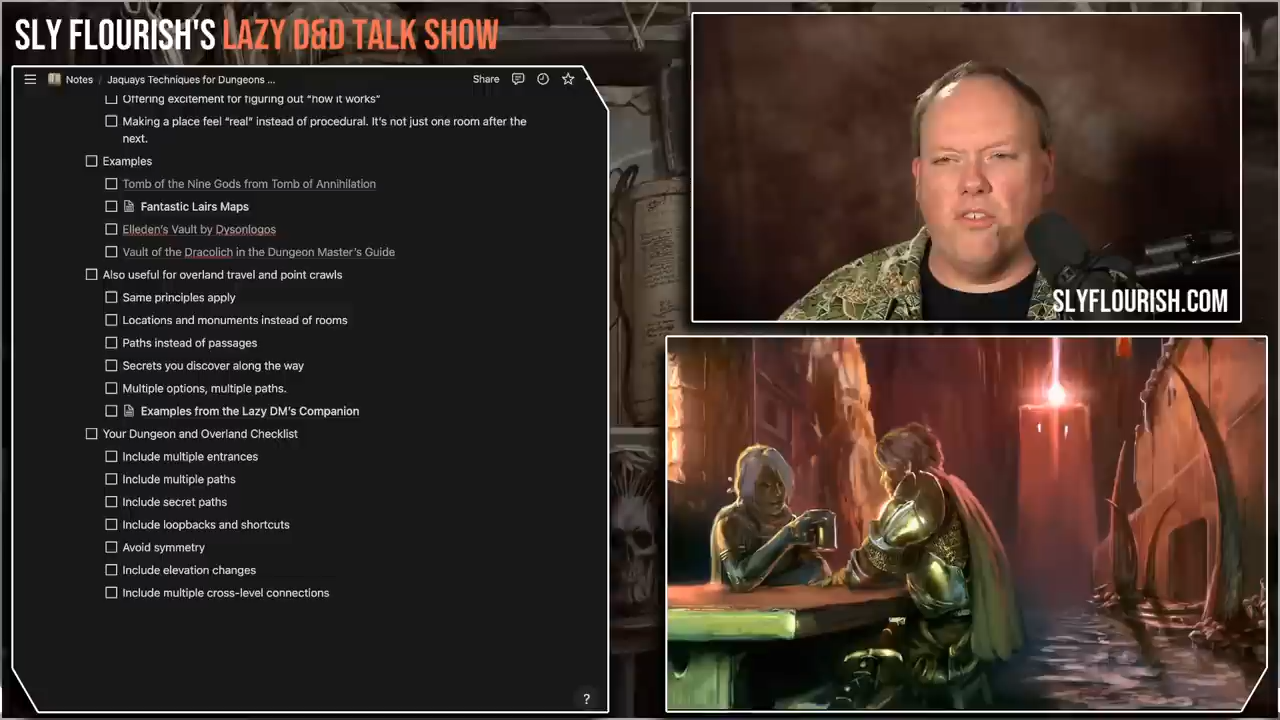 SLY FLOURISH'S LAZY D&D TALK SHOW
Notes / Jaquays Techniques for Dungeons ...
Share
Offering excitement for figuring out "how it works"
Making a place feel "real" instead of procedural. It's not just one room after the
next.
Examples
Tomb of the Nine Gods from Tomb of Annihilation
Fantastic Lairs Maps
Elleden's Vault by Dysonlogos
Vault of the Dracolich in the Dungeon Master's Guide
Also useful for overland travel and point crawls
Same principles apply
Locations and monuments instead of rooms
Paths instead of passages
Secrets you discover along the way
Multiple options, multiple paths.
Examples from the Lazy DM's Companion
Your Dungeon and Overland Checklist
Include multiple entrances
Include multiple paths
Include secret paths
Include loopbacks and shortcuts
Avoid symmetry
Include elevation changes
Include multiple cross-level connections
?
SLYFLOURISH.COM